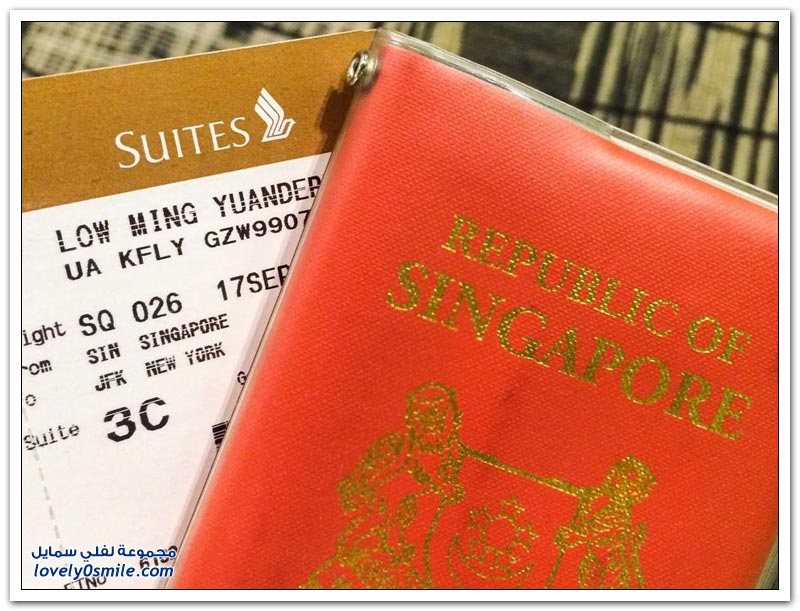 SUITES
LOW MING YUANDER
UA KFLY GZW9907
ight SQ 026 17SEP
om SIN SINGAPORE
o JFK NEW YORK
Suite 3C
REPUBLIC OF
SINGAPORE
مجموعة لفلي سمايل
lovely0smile.com